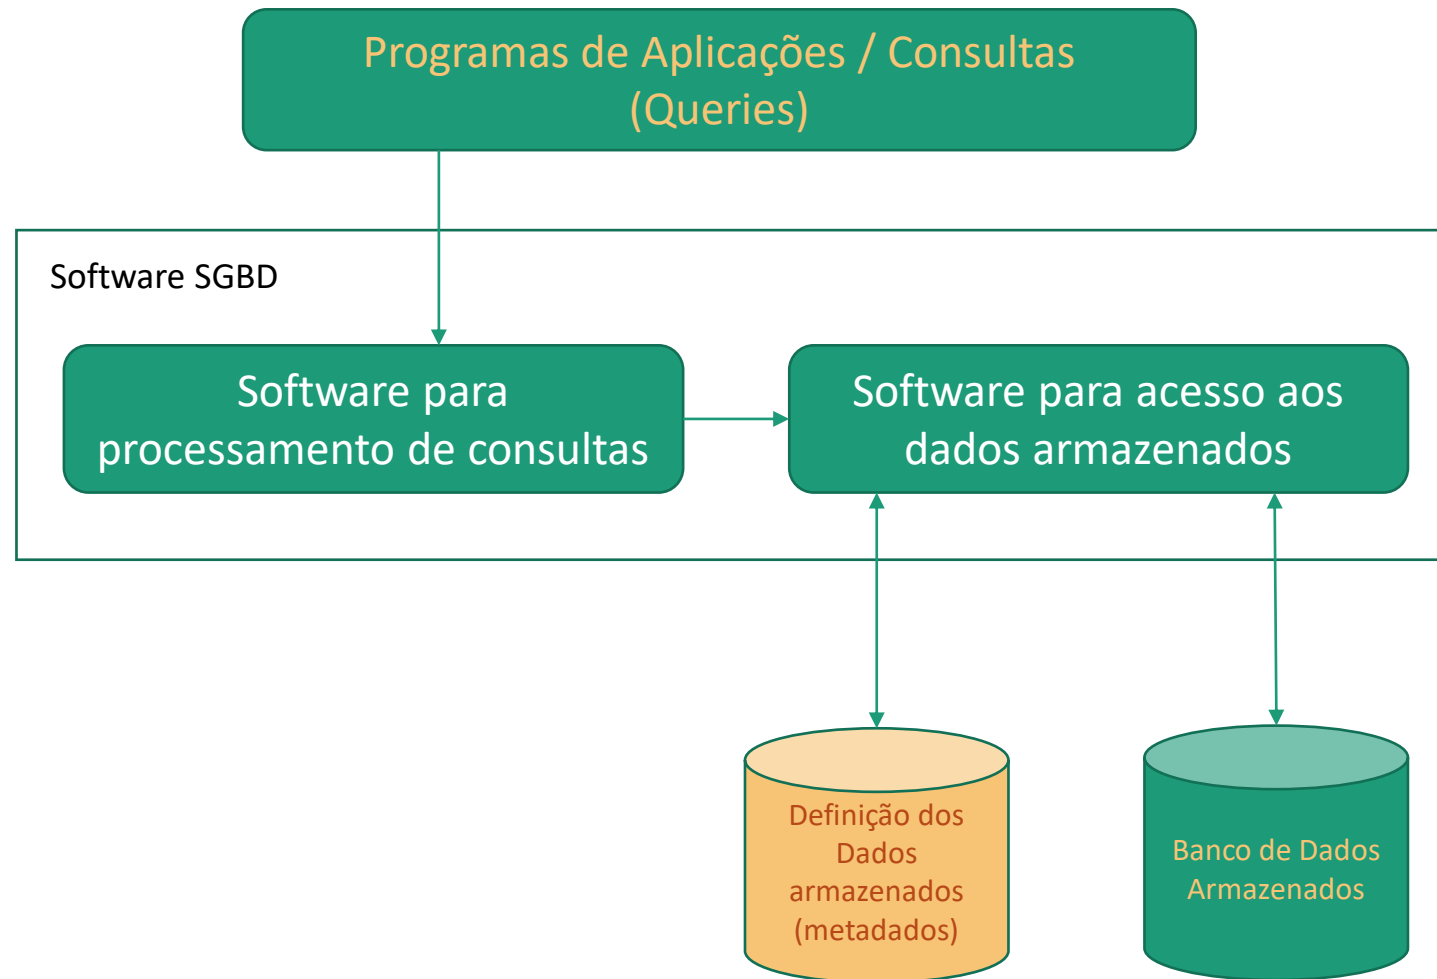 Programas de Aplicações / Consultas
(Queries)
Software SGBD
Software para
processamento de consultas
Software para acesso aos
dados armazenados
Definição dos
Dados
armazenados
(metadados)
Banco de Dados
Armazenados